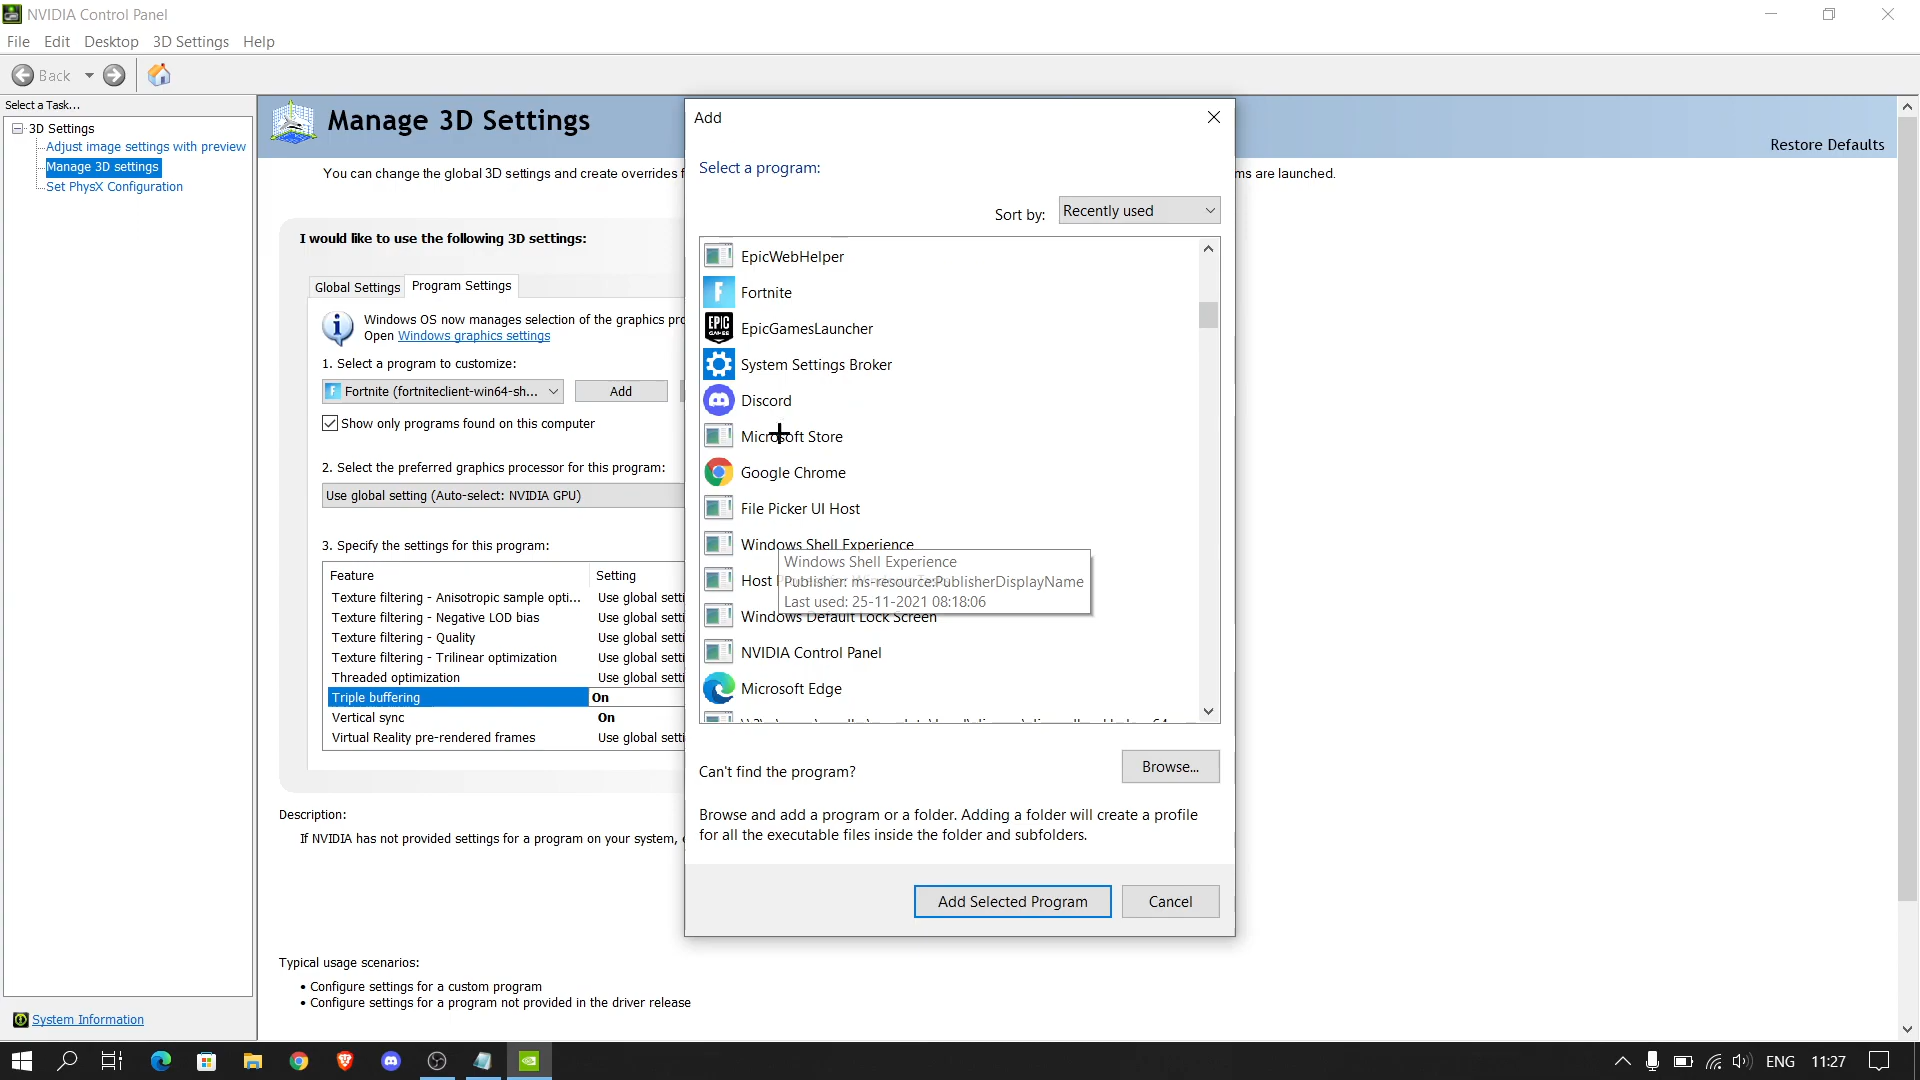 NVIDIA Control Panel
File Edit Desktop 3D Settings Help
Back
Select a Task...
3D Settings
Adjust image settings with preview
Manage 3D settings
Set PhysX Configuration
System Information
Manage 3D Settings
Restore Defaults
You can change the global 3D settings and create overrides f
ms are launched.
I would like to use the following 3D settings:
Global Settings Program Settings
Windows OS now manages selection of the graphics pro
Open Windows graphics settings
1. Select a program to customize:
Fortnite (fortniteclient-win64-sh... Add
Show only programs found on this computer
2. Select the preferred graphics processor for this program:
Use global setting (Auto-select: NVIDIA GPU)
3. Specify the settings for this program:
Feature Setting
Texture filtering - Anisotropic sample opti... Use global setti
Texture filtering - Negative LOD bias Use global setti
Texture filtering - Quality Use global setti
Texture filtering - Trilinear optimization Use global setti
Threaded optimization Use global setti
Triple buffering On
Vertical sync On
Virtual Reality pre-rendered frames Use global setti
Description:
If NVIDIA has not provided settings for a program on your system,
Typical usage scenarios:
• Configure settings for a custom program
• Configure settings for a program not provided in the driver release
Add
Select a program:
Sort by: Recently used
EpicWebHelper
F Fortnite
EPIC GAMES EpicGamesLauncher
System Settings Broker
Discord
Microsoft Store
Google Chrome
File Picker UI Host
Windows Shell Experience
Windows Shell Experience
Host Publisher: ms-resource:PublisherDisplayName
Last used: 25-11-2021 08:18:06
Windows Default Lock Screen
NVIDIA Control Panel
Microsoft Edge
Can't find the program? Browse...
Browse and add a program or a folder. Adding a folder will create a profile
for all the executable files inside the folder and subfolders.
Add Selected Program Cancel
ENG 11:27